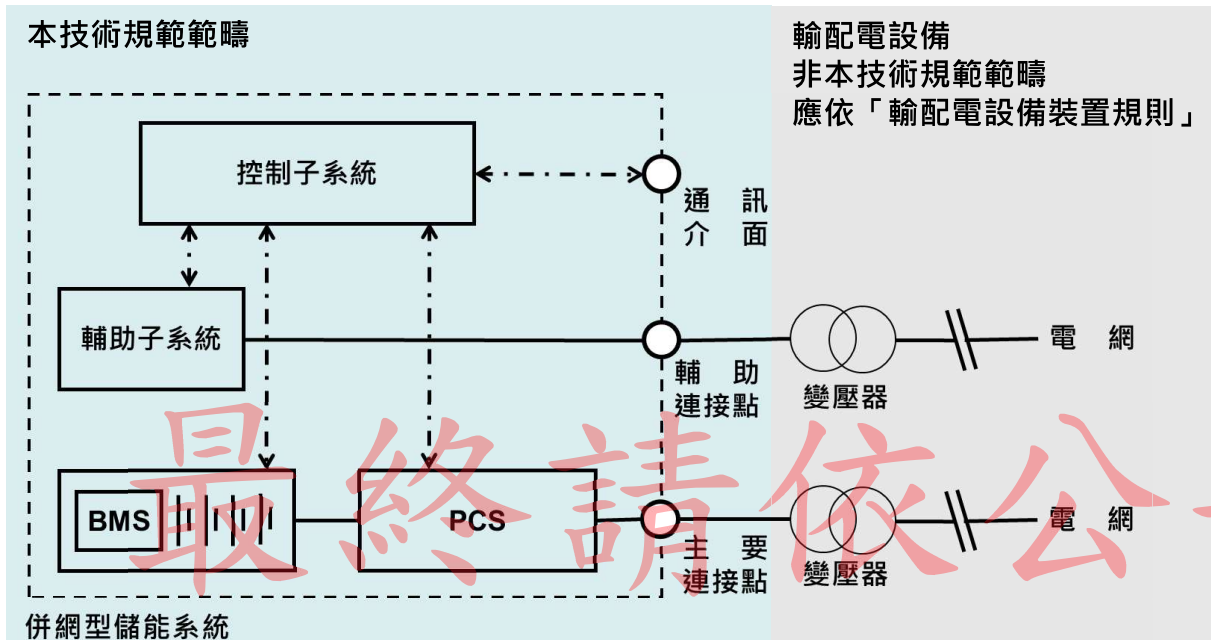 本技術規範範疇
輸配電設備
非本技術規範範疇
應依「輸配電設備裝置規則」
控制子系統
通訊
介面
輔助子系統
輔助
連接點
變壓器
電網
BMS
PCS
主要
連接點
變壓器
電網
併網型儲能系統
最終請依公